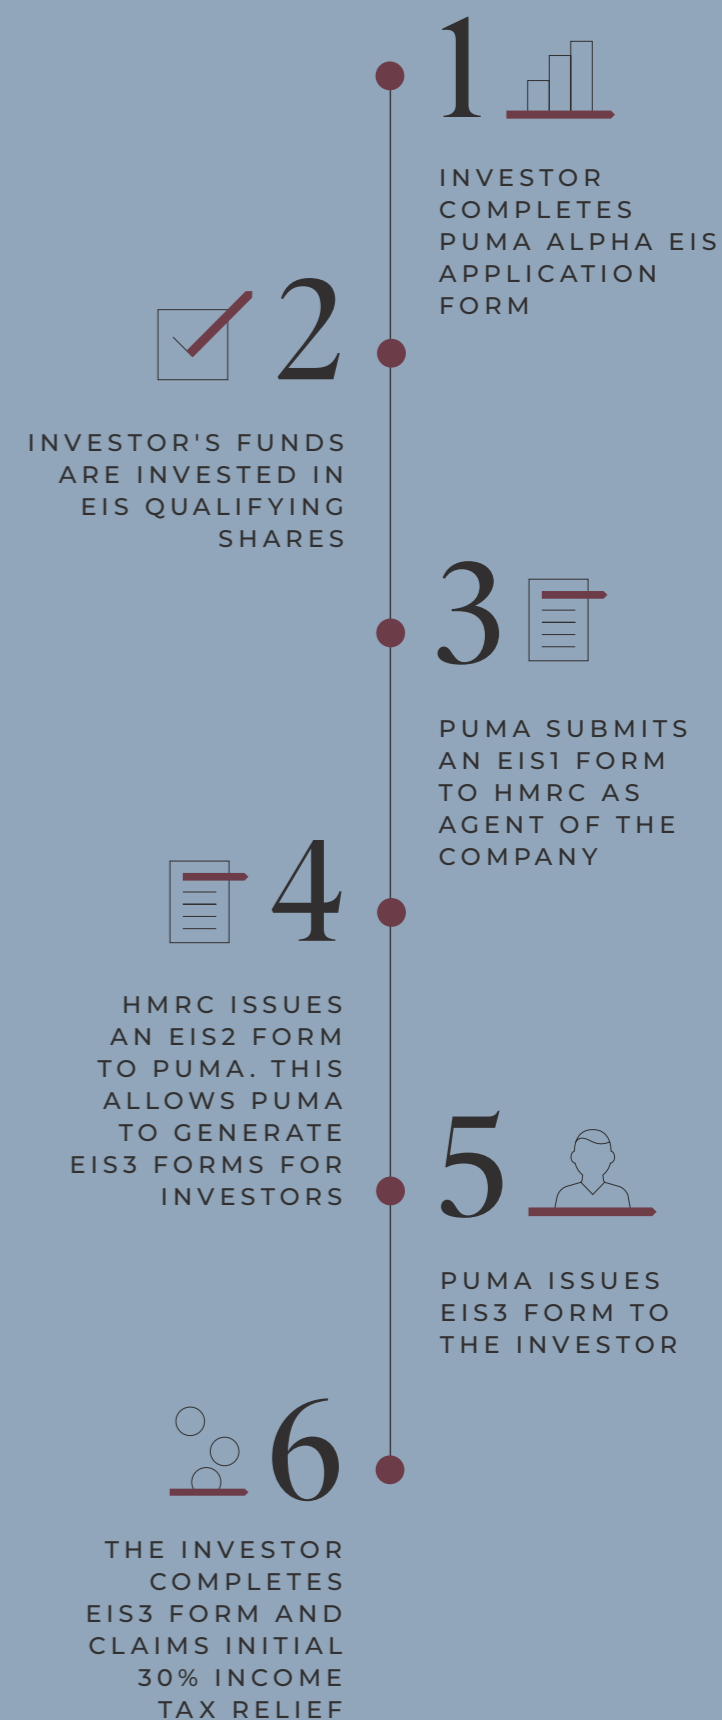 1
INVESTOR
COMPLETES
PUMA ALPHA EIS
APPLICATION
FORM
2
INVESTOR'S FUNDS
ARE INVESTED IN
EIS QUALIFYING
SHARES
3
PUMA SUBMITS
AN EIS1 FORM
TO HMRC AS
AGENT OF THE
COMPANY
4
HMRC ISSUES
AN EIS2 FORM
TO PUMA. THIS
ALLOWS PUMA
TO GENERATE
EIS3 FORMS FOR
INVESTORS
5
PUMA ISSUES
EIS3 FORM TO
THE INVESTOR
6
THE INVESTOR
COMPLETES
EIS3 FORM AND
CLAIMS INITIAL
30% INCOME
TAX RELIEF